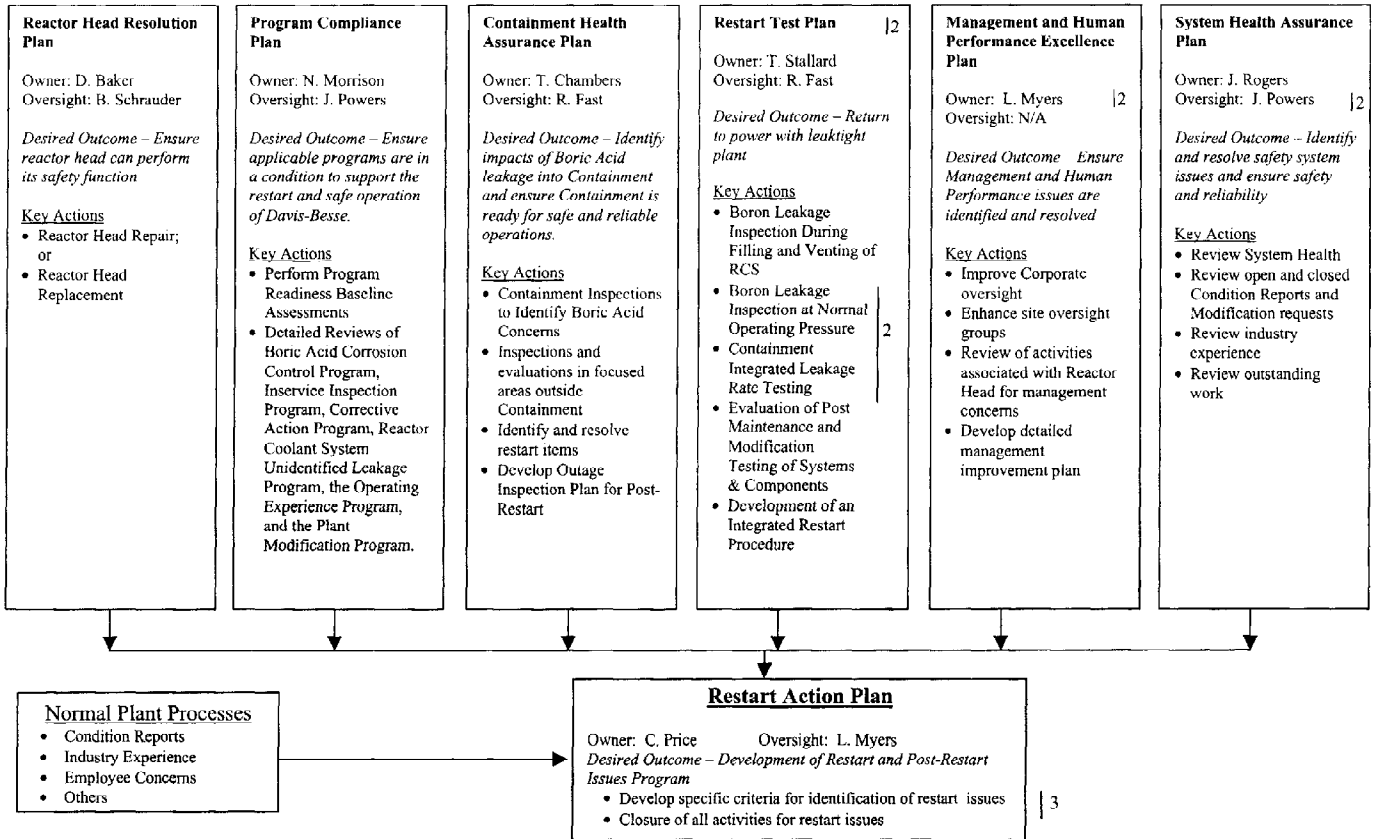 Reactor Head Resolution
Plan
Owner: D. Baker
Oversight: B. Schrauder
Desired Outcome – Ensure
reactor head can perform
its safety function
Key Actions
• Reactor Head Repair;
or
• Reactor Head
Replacement
Program Compliance
Plan
Owner: N. Morrison
Oversight: J. Powers
Desired Outcome – Ensure
applicable programs are in
a condition to support the
restart and safe operation
of Davis-Besse.
Key Actions
• Perform Program
Readiness Baseline
Assessments
• Detailed Reviews of
Boric Acid Corrosion
Control Program,
Inservice Inspection
Program, Corrective
Action Program, Reactor
Coolant System
Unidentified Leakage
Program, the Operating
Experience Program,
and the Plant
Modification Program.
Containment Health
Assurance Plan
Owner: T. Chambers
Oversight: R. Fast
Desired Outcome – Identify
impacts of Boric Acid
leakage into Containment
and ensure Containment is
ready for safe and reliable
operations.
Key Actions
• Containment Inspections
to Identify Boric Acid
Concerns
• Inspections and
evaluations in focused
areas outside
Containment
• Identify and resolve
restart items
• Develop Outage
Inspection Plan for Post-
Restart
Restart Test Plan |2
Owner: T. Stallard
Oversight: R. Fast
Desired Outcome – Return
to power with leaktight
plant
Key Actions
• Boron Leakage
Inspection During
Filling and Venting of
RCS
• Boron Leakage
Inspection at Normal
Operating Pressure 2
• Containment
Integrated Leakage
Rate Testing
• Evaluation of Post
Maintenance and
Modification
Testing of Systems
& Components
• Development of an
Integrated Restart
Procedure
Management and Human
Performance Excellence
Plan
Owner: L. Myers |2
Oversight: N/A
Desired Outcome Ensure
Management and Human
Performance issues are
identified and resolved
Key Actions
• Improve Corporate
oversight
• Enhance site oversight
groups
• Review of activities
associated with Reactor
Head for management
concerns
• Develop detailed
management
improvement plan
System Health Assurance
Plan
Owner: J. Rogers
Oversight: J. Powers |2
Desired Outcome – Identify
and resolve safety system
issues and ensure safety
and reliability
Key Actions
• Review System Health
• Review open and closed
Condition Reports and
Modification requests
• Review industry
experience
• Review outstanding
work
Normal Plant Processes
• Condition Reports
• Industry Experience
• Employee Concerns
• Others
Restart Action Plan
Owner: C. Price Oversight: L. Myers
Desired Outcome – Development of Restart and Post-Restart
Issues Program
• Develop specific criteria for identification of restart issues | 3
• Closure of all activities for restart issues